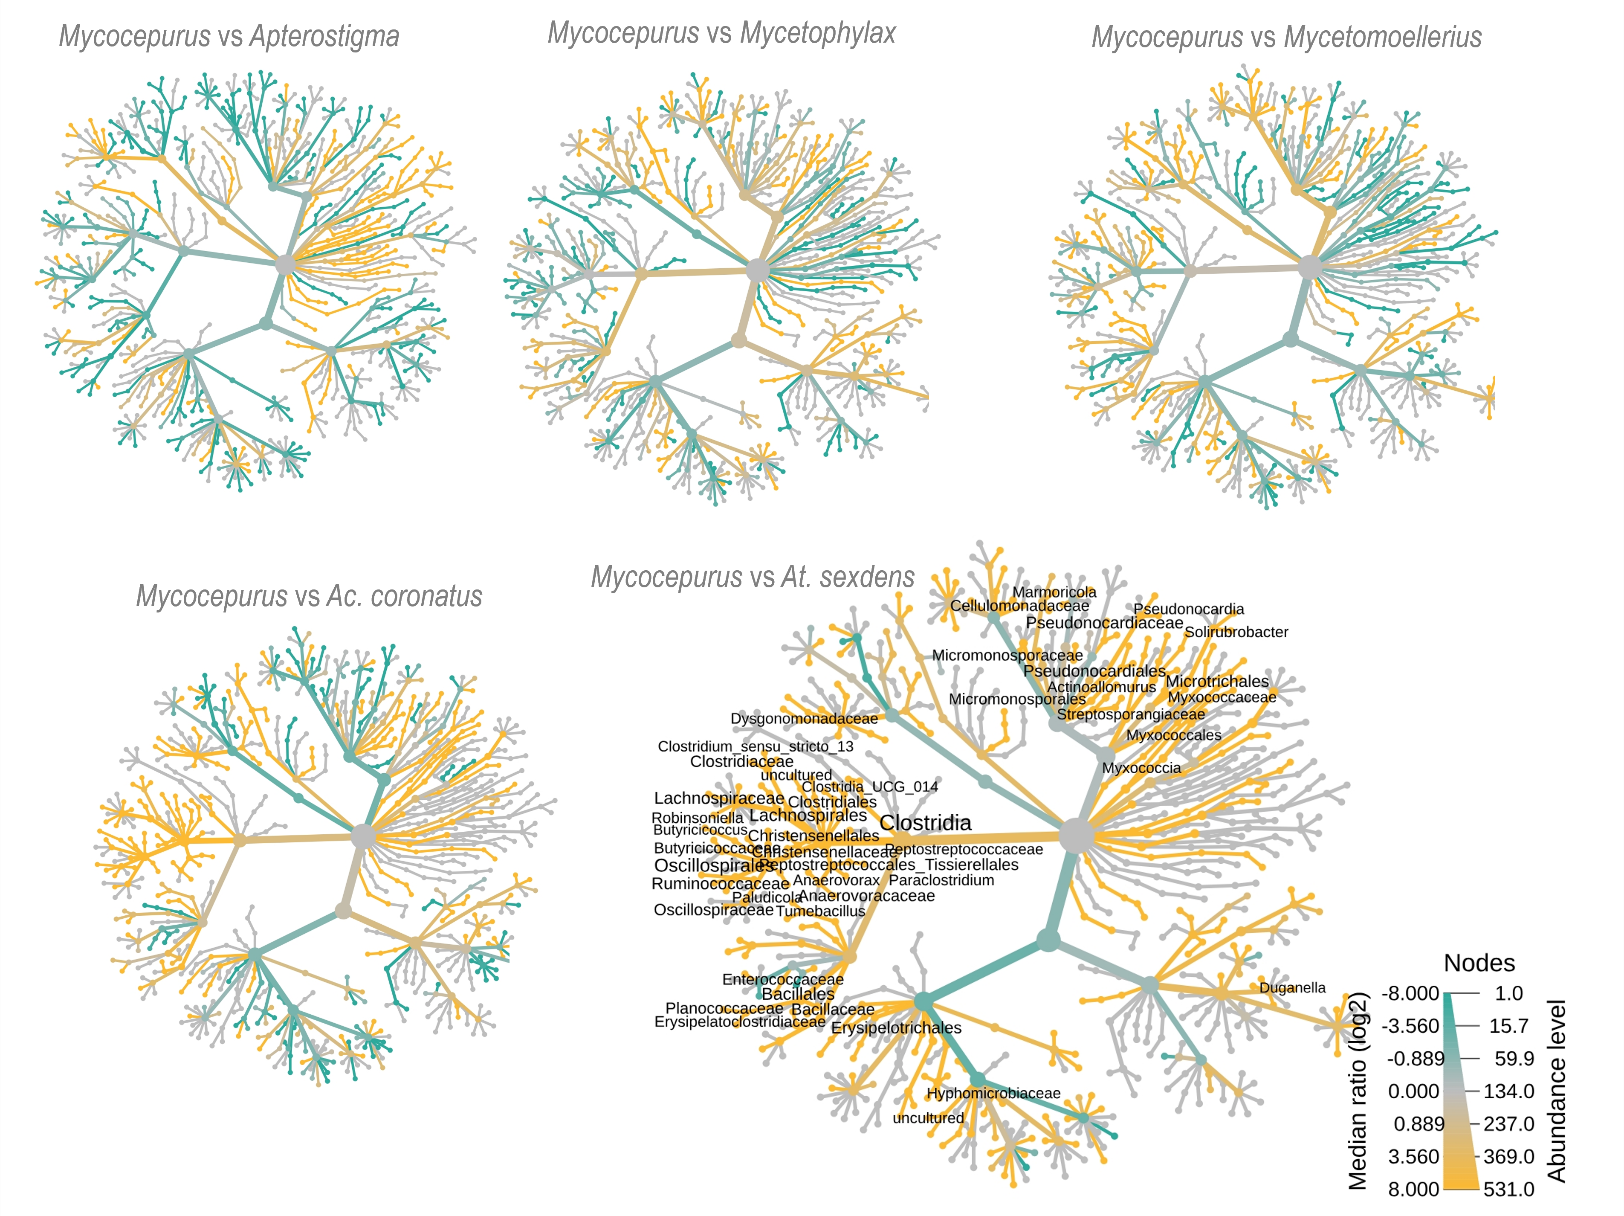 Mycocepurus vs Apterostigma
Mycocepurus vs Mycetophylax
Mycocepurus vs Mycetomoellerius
Mycocepurus vs Ac. coronatus
Mycocepurus vs At. sexdens
Marmoricola
Cellulomonadaceae
Pseudonocardia
Pseudonocardiaceae
Solirubrobacter
Micromonosporaceae
Pseudonocardiales
Microtrichales
Actinoallomurus
Micromonosporales
Myxococcaceae
Streptosporangiaceae
Dysgonomonadaceae
Myxococcales
Clostridium_sensu_stricto_13
Clostridiaceae
Myxococcia
uncultured
Clostridia_UCG_014
Lachnospiraceae
Clostridiales
Robinsoniella
Lachnospirales
Clostridia
Butyricicoccus
Christensenellales
Butyricicoccaceae
Christensenellaceae
Peptostreptococcaceae
Oscillospirales
Peptostreptococcales_Tissierellales
Ruminococcaceae
Anaerovorax
Paraclostridium
Paludicola
Anaerovoracaceae
Oscillospiraceae
Tumebacillus
Enterococcaceae
Bacillales
Planococcaceae
Bacillaceae
Erysipelatoclostridiaceae
Erysipelotrichales
Duganella
Hyphomicrobiaceae
uncultured
Nodes
-8.000 1.0
-3.560 15.7
-0.889 59.9
0.000 134.0
0.889 237.0
3.560 369.0
8.000 531.0
Median ratio (log2)
Abundance level